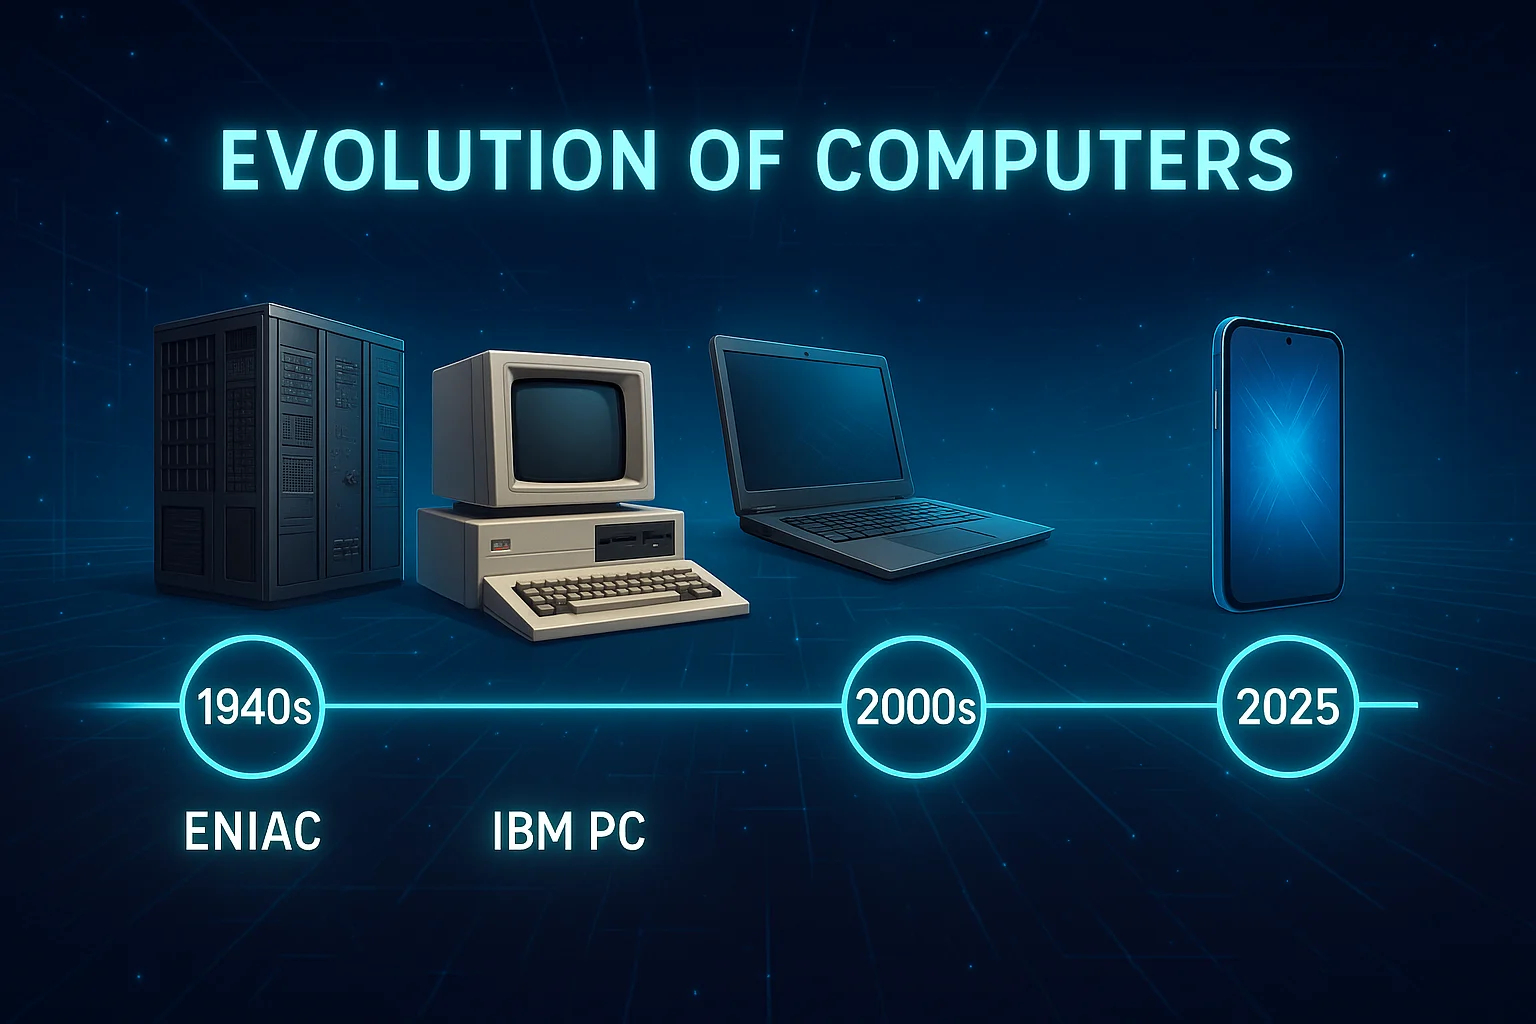 EVOLUTION OF COMPUTERS
1940s
2000s
2025
ENIAC
IBM PC